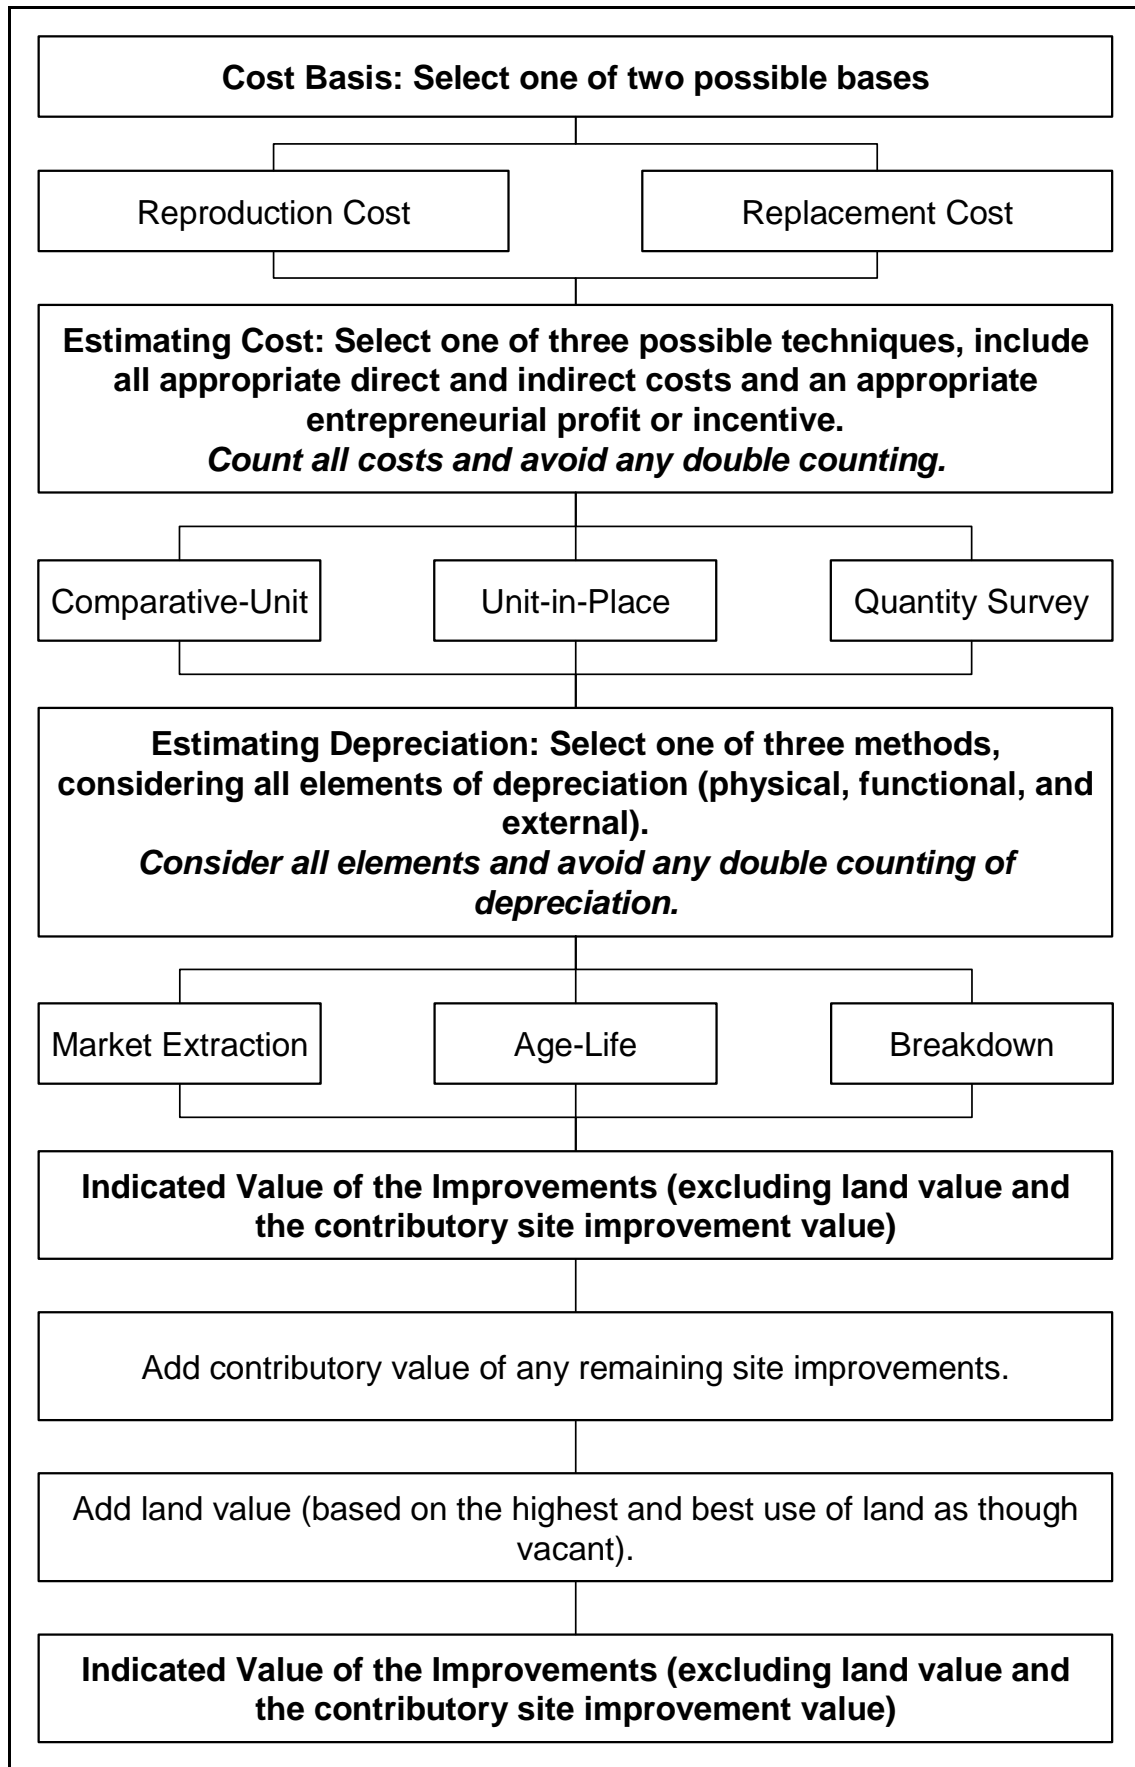 Cost Basis: Select one of two possible bases
Reproduction Cost
Replacement Cost
Estimating Cost: Select one of three possible techniques, include
all appropriate direct and indirect costs and an appropriate
entrepreneurial profit or incentive.
Count all costs and avoid any double counting.
Comparative-Unit
Unit-in-Place
Quantity Survey
Estimating Depreciation: Select one of three methods,
considering all elements of depreciation (physical, functional, and
external).
Consider all elements and avoid any double counting of
depreciation.
Market Extraction
Age-Life
Breakdown
Indicated Value of the Improvements (excluding land value and
the contributory site improvement value)
Add contributory value of any remaining site improvements.
Add land value (based on the highest and best use of land as though
vacant).
Indicated Value of the Improvements (excluding land value and
the contributory site improvement value)